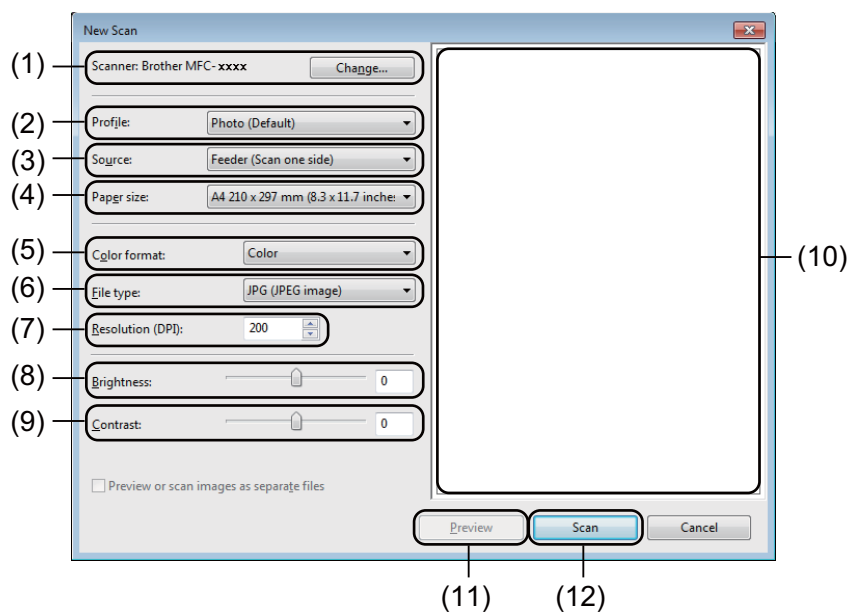 New Scan
(1) Scanner: Brother MFC- xxxx Change...
(2) Profile: Photo (Default)
(3) Source: Feeder (Scan one side)
(4) Paper size: A4 210 x 297 mm (8.3 x 11.7 inche:
(5) Color format: Color
(10)
(6) File type: JPG (JPEG image)
(7) Resolution (DPI): 200
(8) Brightness: 0
(9) Contrast: 0
Preview or scan images as separate files
Preview Scan Cancel
(11) (12)